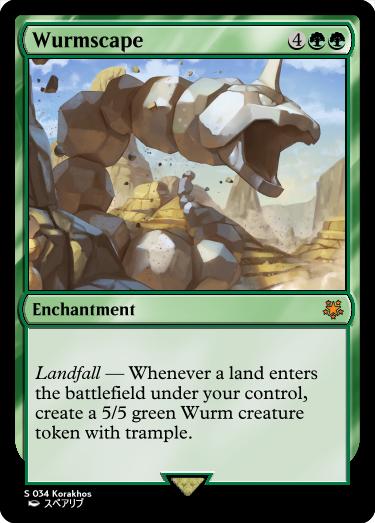 Wurmscape 4
Enchantment
Landfall — Whenever a land enters
the battlefield under your control,
create a 5/5 green Wurm creature
token with trample.
S 034 Korakhos
スペアリブ